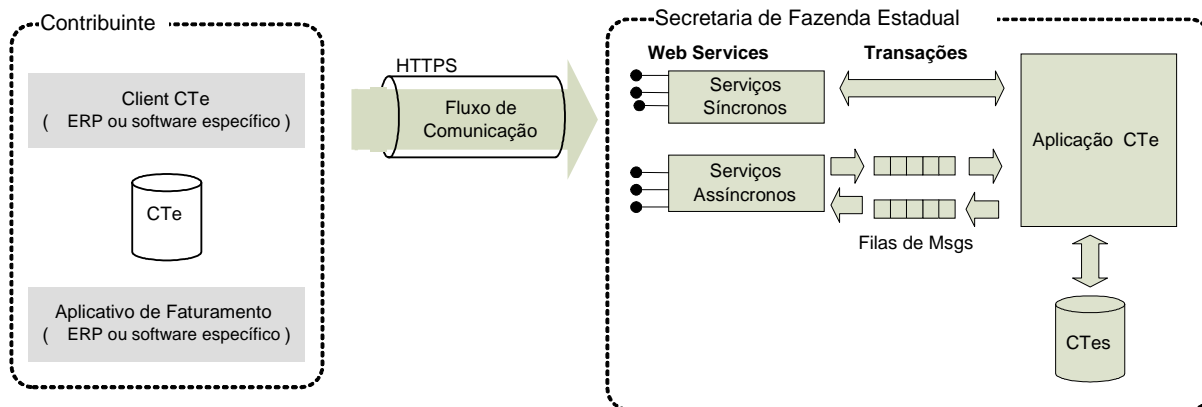 Contribuinte
Client CTe
( ERP ou software específico )
CTe
Aplicativo de Faturamento
( ERP ou software específico )
HTTPS
Fluxo de
Comunicação
Secretaria de Fazenda Estadual
Web Services
Transações
Serviços
Síncronos
Serviços
Assíncronos
Filas de Msgs
Aplicação CTe
CTes